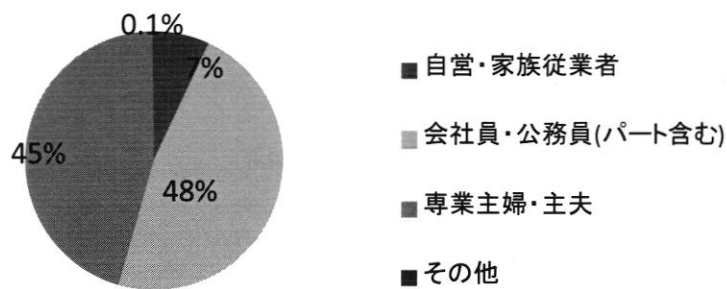 0.1%
7%
45%
48%
自営・家族従業者
会社員・公務員(パート含む)
専業主婦・主夫
その他